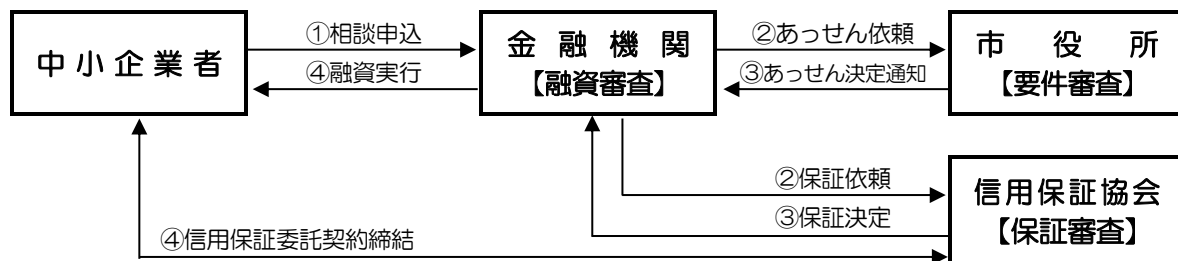 中小企業者
①相談申込
④融資実行
金融機関
【融資審査】
②あっせん依頼
③あっせん決定通知
市役所
【要件審査】
②保証依頼
③保証決定
④信用保証委託契約締結
信用保証協会
【保証審査】